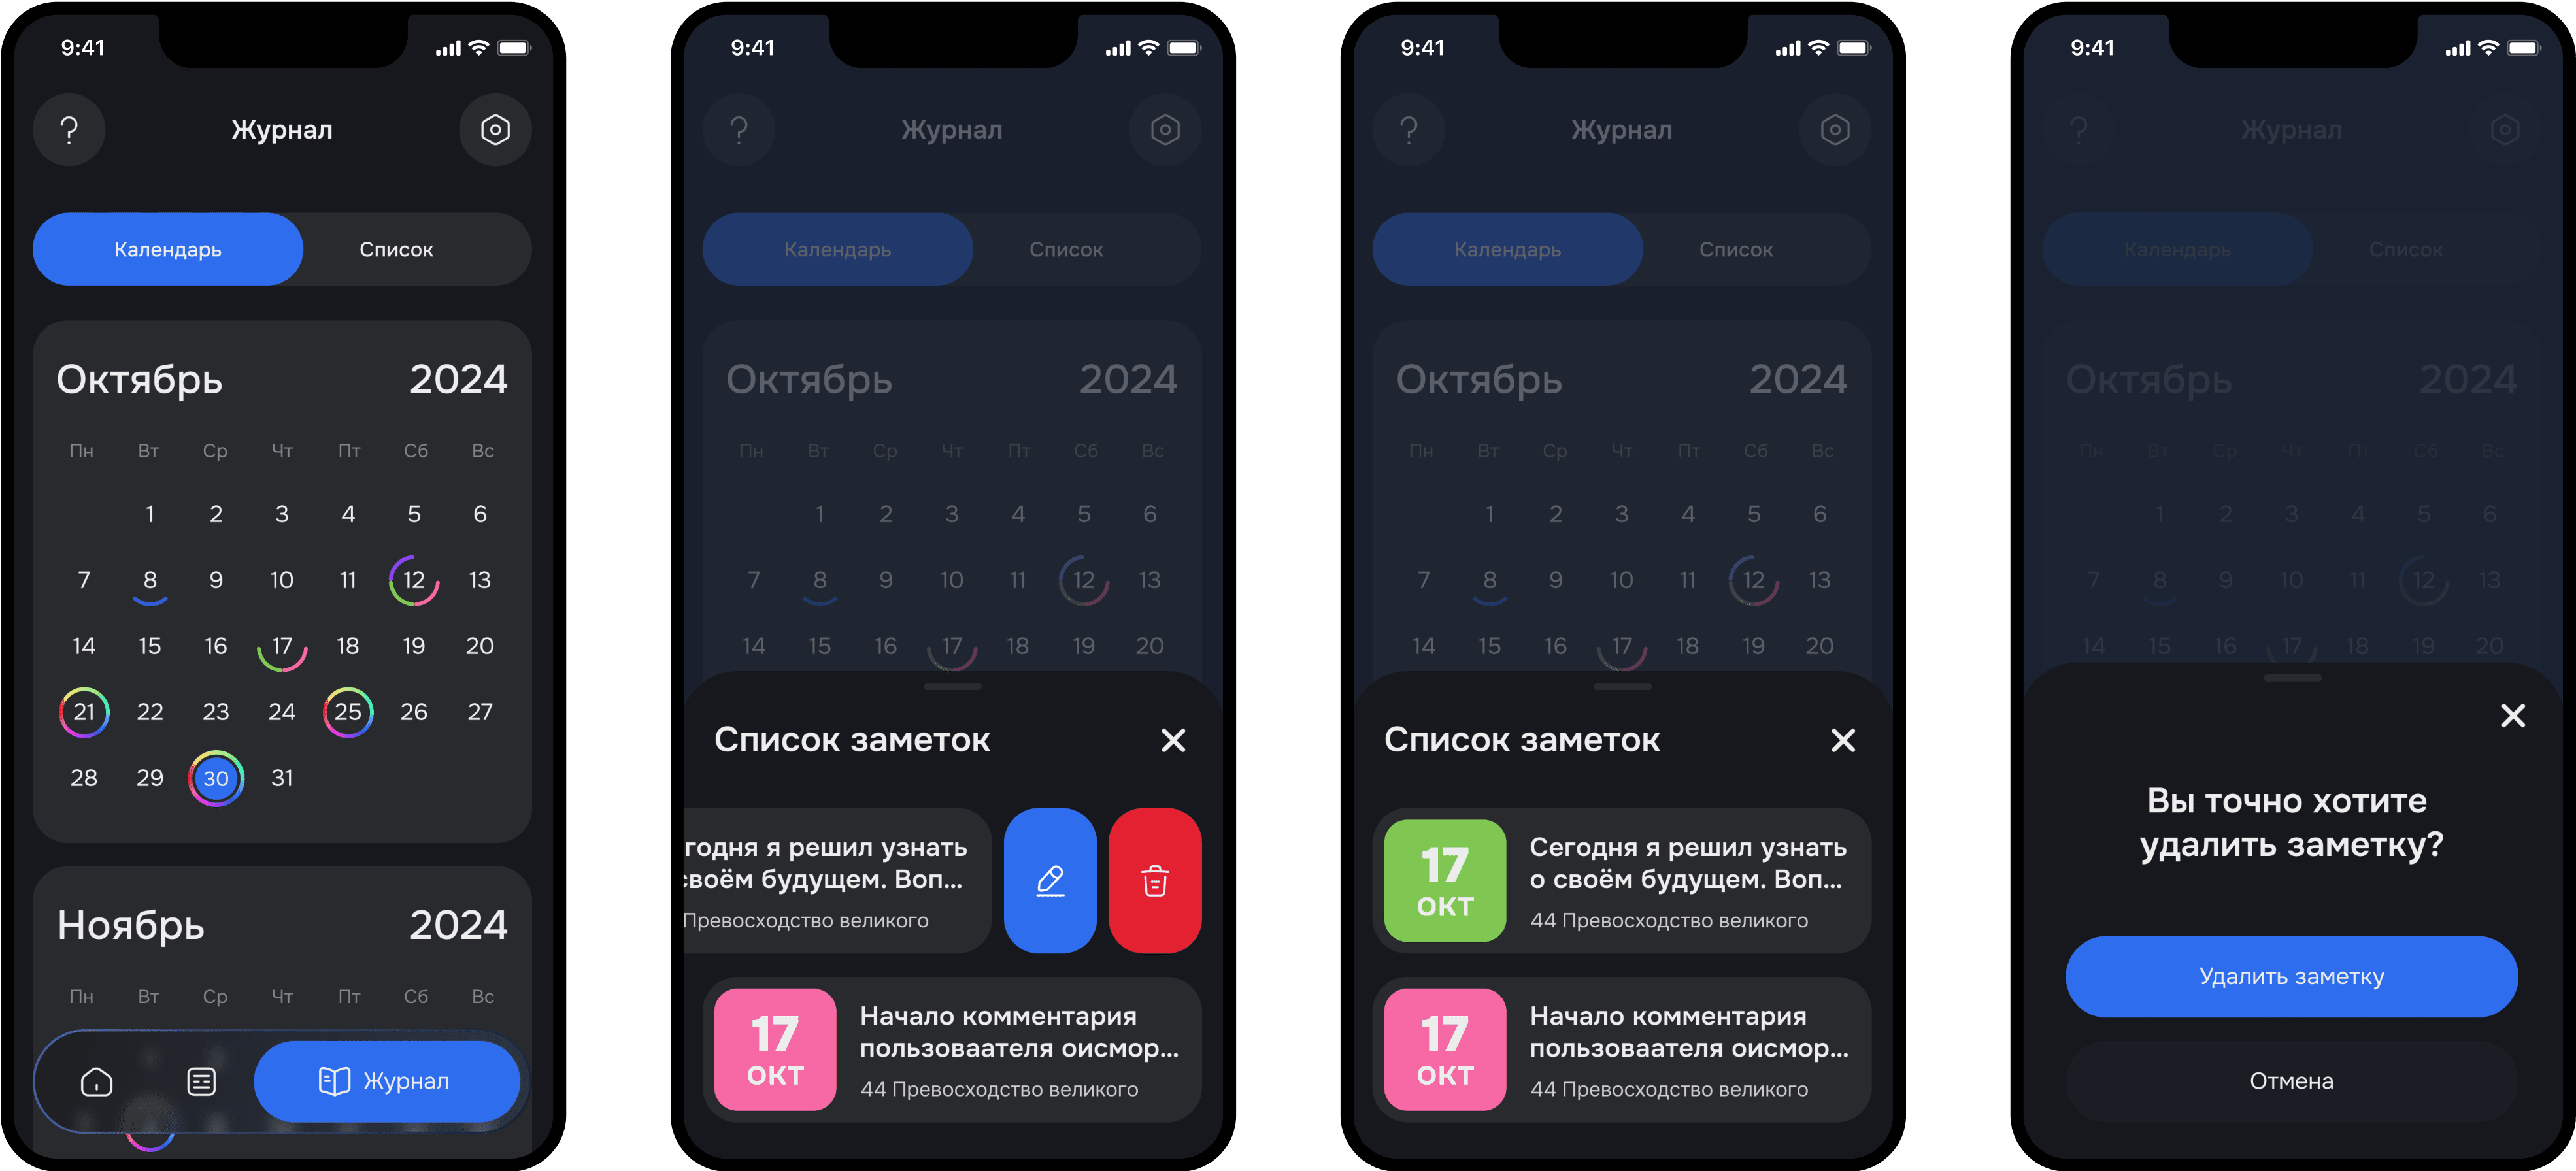 9:41
?
Журнал
Календарь Список
Октябрь 2024
Пн Вт Ср Чт Пт Сб Вс
1 2 3 4 5 6
7 8 9 10 11 12 13
14 15 16 17 18 19 20
21 22 23 24 25 26 27
28 29 30 31
Ноябрь 2024
Пн Вт Ср Чт Пт Сб Вс
Журнал
9:41
?
Журнал
Календарь Список
Октябрь 2024
Пн Вт Ср Чт Пт Сб Вс
1 2 3 4 5 6
7 8 9 10 11 12 13
14 15 16 17 18 19 20
Список заметок
годня я решил узнать
своём будущем. Воп...
Превосходство великого
17
ОКТ
Начало комментария
пользоваателя оисмор...
44 Превосходство великого
9:41
?
Журнал
Календарь Список
Октябрь 2024
Пн Вт Ср Чт Пт Сб Вс
1 2 3 4 5 6
7 8 9 10 11 12 13
14 15 16 17 18 19 20
Список заметок
17
ОКТ
Сегодня я решил узнать
о своём будущем. Воп...
44 Превосходство великого
17
ОКТ
Начало комментария
пользоваателя оисмор...
44 Превосходство великого
9:41
?
Журнал
Календарь Список
Октябрь 2024
Пн Вт Ср Чт Пт Сб Вс
1 2 3 4 5 6
7 8 9 10 11 12 13
14 15 16 17 18 19 20
Вы точно хотите
удалить заметку?
Удалить заметку
Отмена